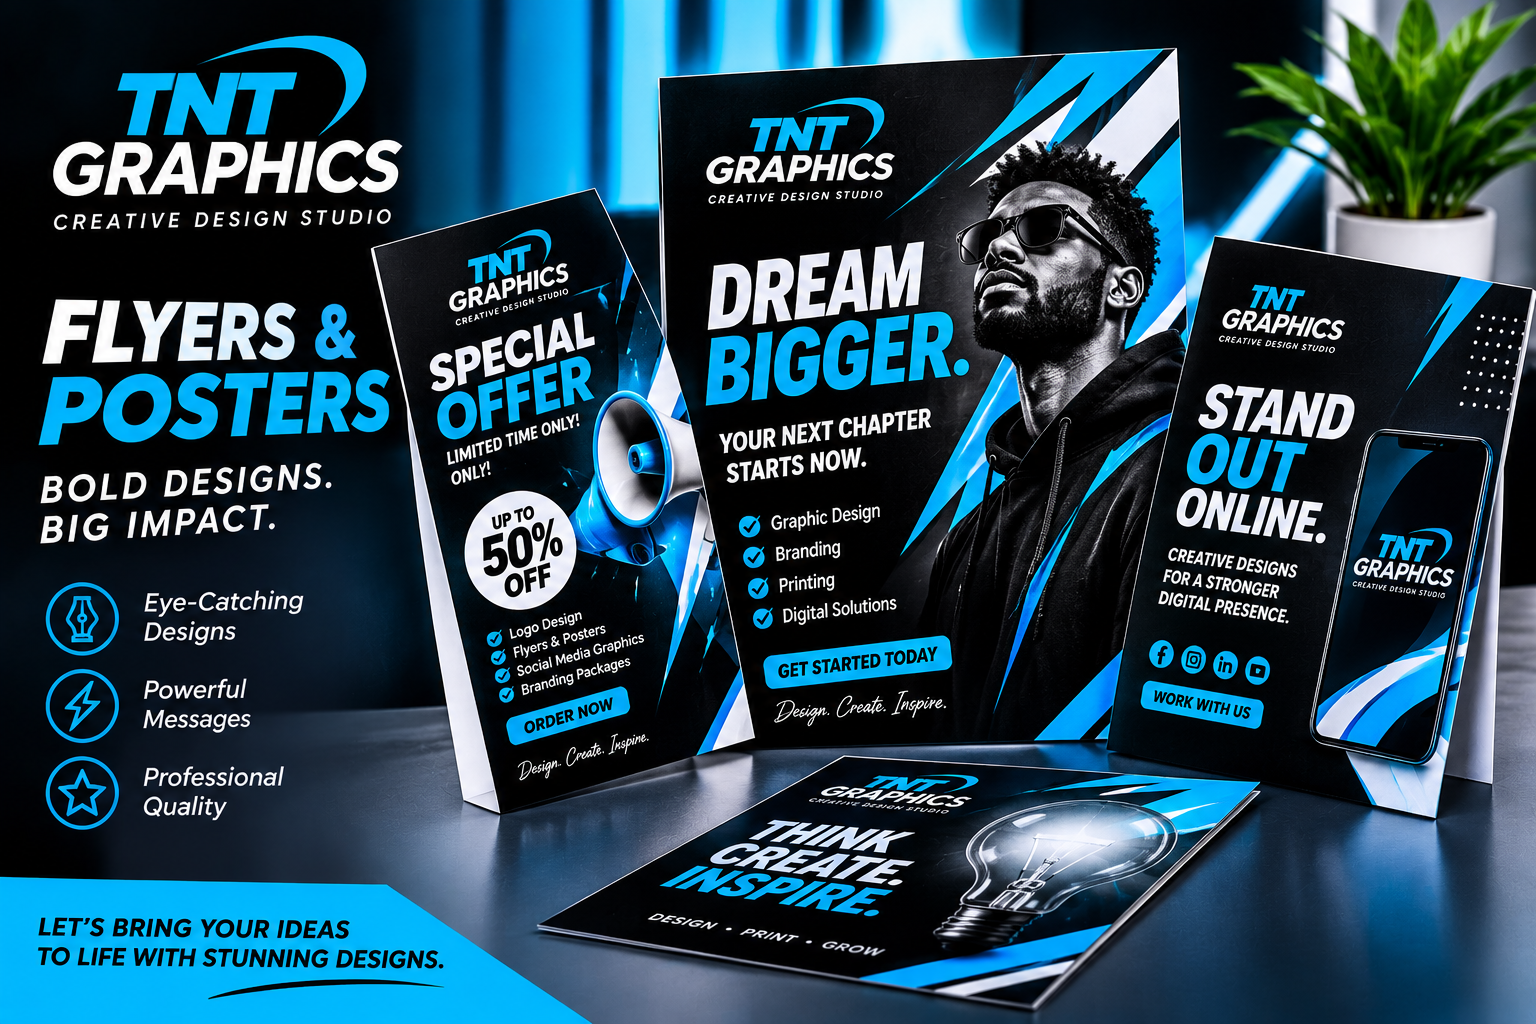 TNT
GRAPHICS
CREATIVE DESIGN STUDIO
FLYERS &
POSTERS
BOLD DESIGNS.
BIG IMPACT.
Eye-Catching
Designs
Powerful
Messages
Professional
Quality
LET'S BRING YOUR IDEAS
TO LIFE WITH STUNNING DESIGNS.
TNT
GRAPHICS
CREATIVE DESIGN STUDIO
SPECIAL
OFFER
LIMITED TIME ONLY!
ONLY!
UP TO
50%
OFF
Logo Design
Flyers & Posters
Social Media Graphics
Branding Packages
ORDER NOW
Design. Create. Inspire.
TNT
GRAPHICS
CREATIVE DESIGN STUDIO
DREAM
BIGGER.
YOUR NEXT CHAPTER
STARTS NOW.
Graphic Design
Branding
Printing
Digital Solutions
GET STARTED TODAY
Design. Create. Inspire.
TNT
GRAPHICS
CREATIVE DESIGN STUDIO
STAND
OUT
ONLINE.
CREATIVE DESIGNS
FOR A STRONGER
DIGITAL PRESENCE.
f
in
WORK WITH US
TNT
GRAPHICS
CREATIVE DESIGN STUDIO
TNT
GRAPHICS
CREATIVE DESIGN STUDIO
THINK
CREATE.
INSPIRE.
DESIGN • PRINT • GROW